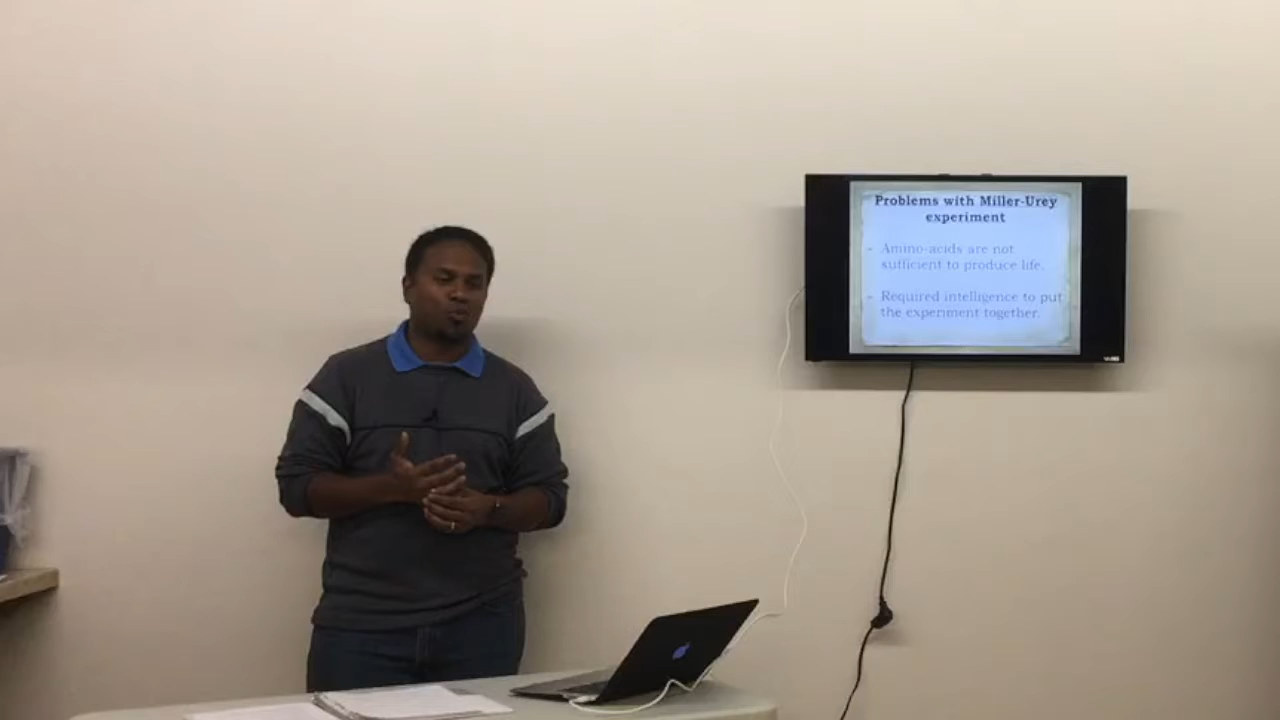 Problems with Miller-Urey
experiment
- Amino-acids are not
sufficient to produce life.
- Required intelligence to put
the experiment together.